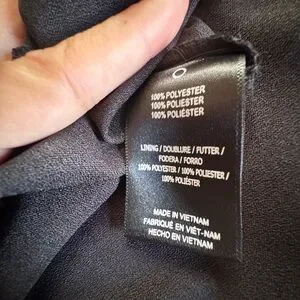 100% POLYESTER
100% POLIESTER
100% POLIÉSTER
LINING / DOUBLURE / FUTTER /
FODERA / FORRO
100% POLYESTER / 100% POLIESTER /
100% POLIÉSTER
MADE IN VIETNAM
FABRIQUÉ EN VIÊT-NAM
HECHO EN VIETNAM